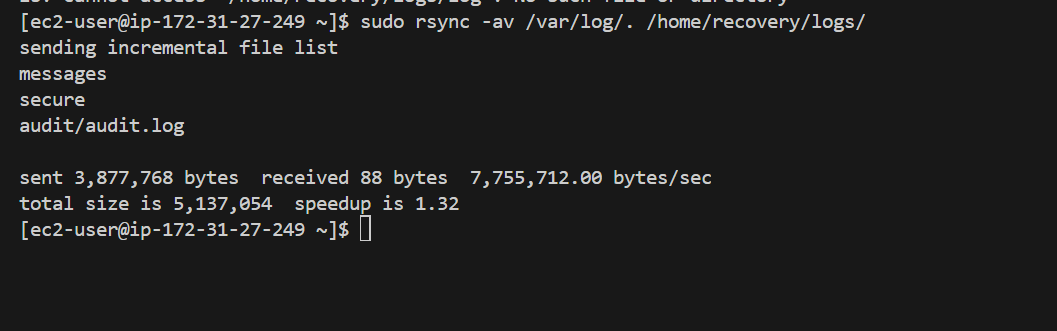 [ec2-user@ip-172-31-27-249 ~]$ sudo rsync -av /var/log/. /home/recovery/logs/
sending incremental file list
messages
secure
audit/audit.log

sent 3,877,768 bytes  received 88 bytes  7,755,712.00 bytes/sec
total size is 5,137,054  speedup is 1.32
[ec2-user@ip-172-31-27-249 ~]$